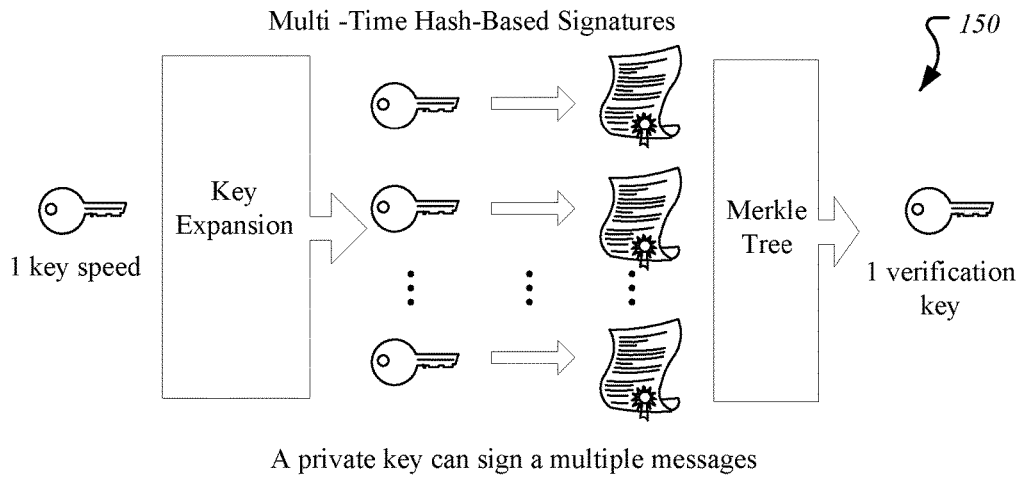 Multi -Time Hash-Based Signatures
150
Key
Expansion
Merkle
Tree
1 key speed
1 verification
key
A private key can sign a multiple messages